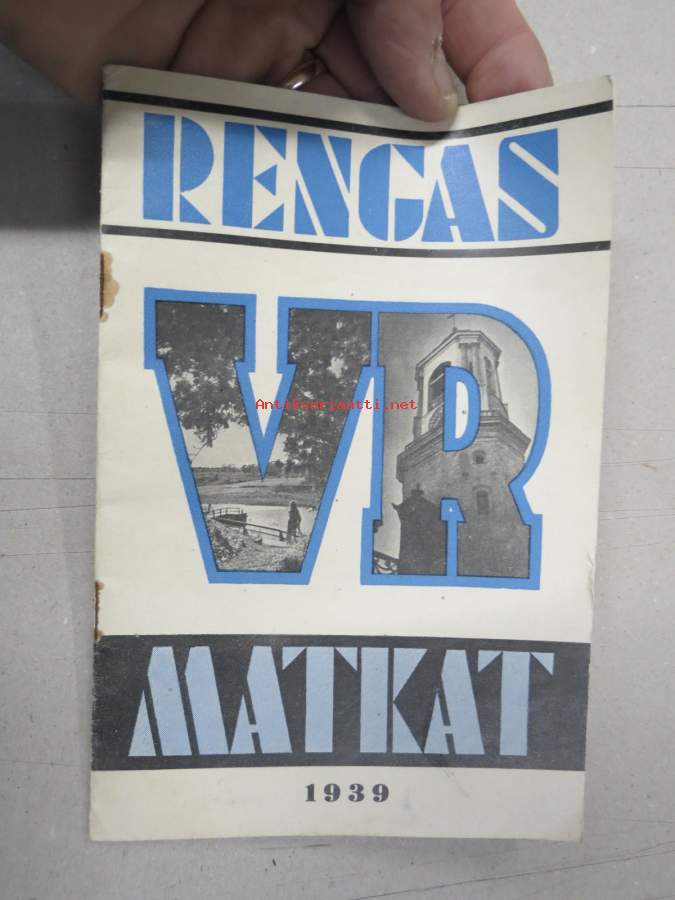 RENGAS
VR
Antikvariaatti.net
MATKAT
1939